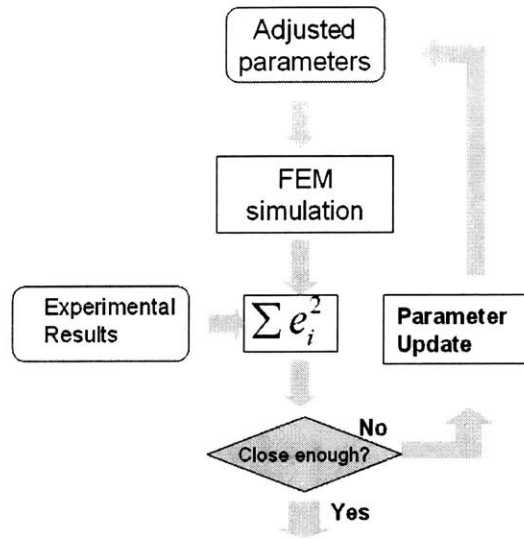 Adjusted
parameters
FEM
simulation
Experimental
Results
∑ e_i^2
Parameter
Update
Close enough?
No
Yes